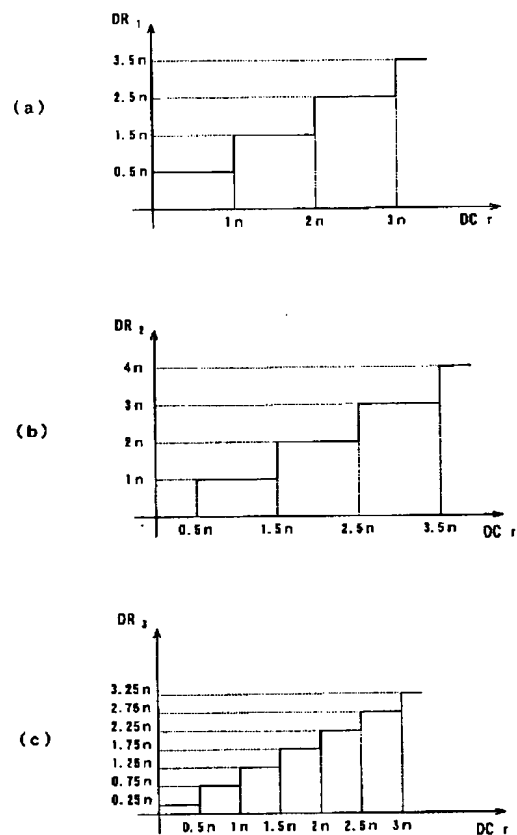 DR 1
3.5n
2.5n
(a)
1.5n
0.5n
1n 2n 3n DC r
DR 2
4n
3n
(b)
2n
1n
0.5n 1.5n 2.5n 3.5n DC r
DR 3
3.25n
2.75n
2.25n
(c)
1.75n
1.25n
0.75n
0.25n
0.5n 1n 1.5n 2n 2.5n 3n DC r